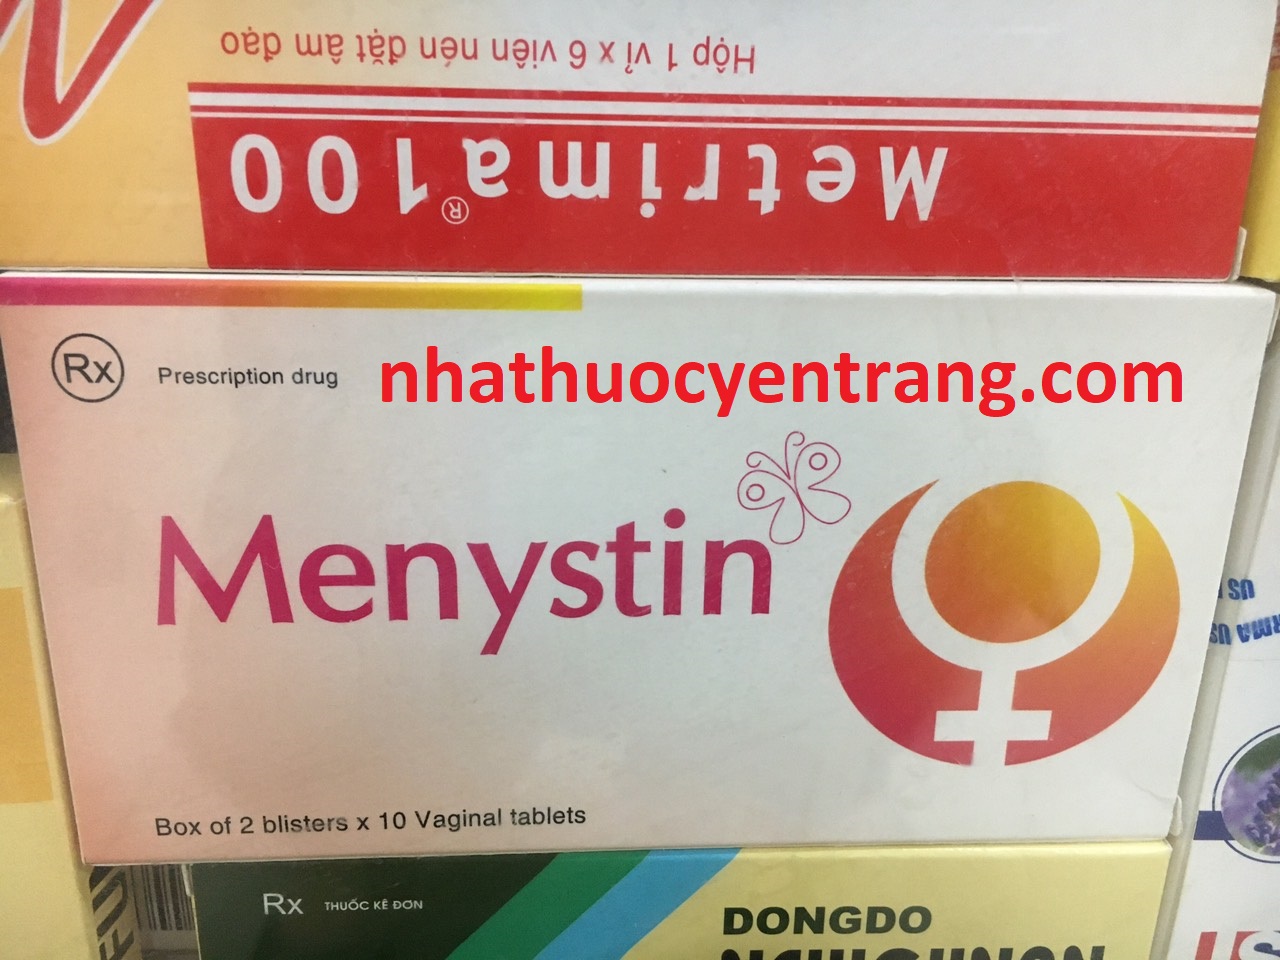 Hộp 1 vỉ x 6 viên nén đặt âm đạo
Metrima® 100
Rx Prescription drug
nhathuocyentrang.com
Menystin
Box of 2 blisters x 10 Vaginal tablets
Rx THUỐC KÊ ĐƠN
DONGDO
US